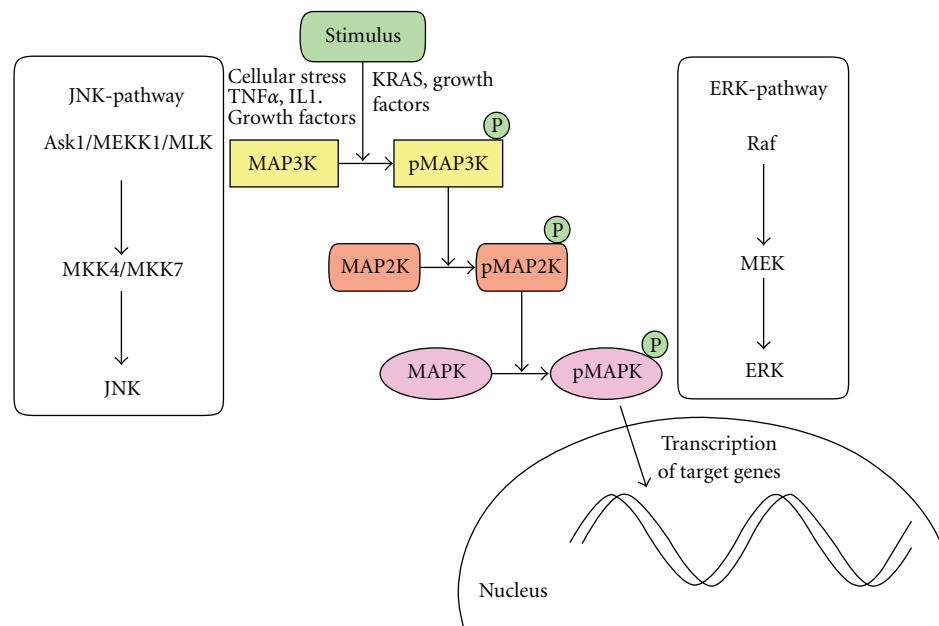 Stimulus
JNK-pathway
Ask1/MEKK1/MLK
MKK4/MKK7
JNK
Cellular stress
TNFα, IL1.
Growth factors
KRAS, growth
factors
MAP3K
pMAP3K
P
MAP2K
pMAP2K
P
MAPK
pMAPK
P
ERK-pathway
Raf
MEK
ERK
Transcription
of target genes
Nucleus